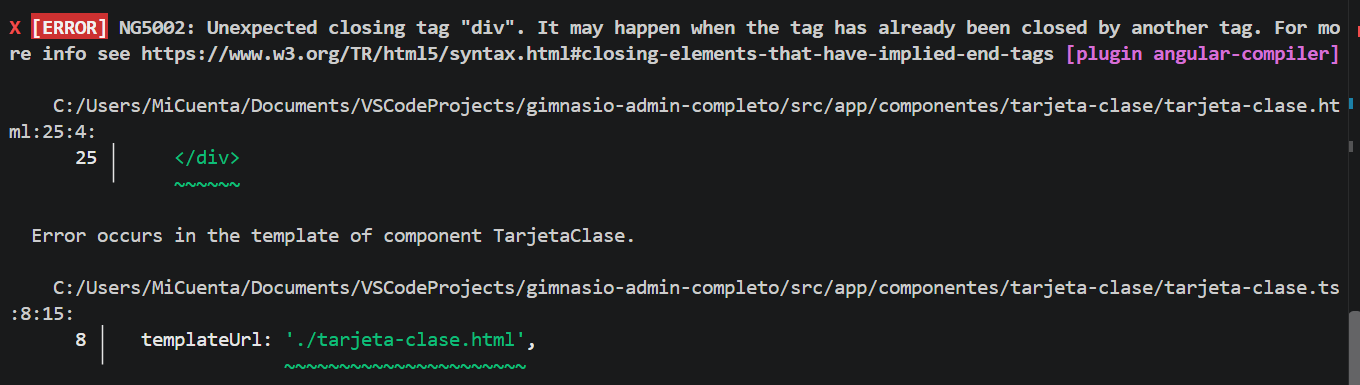 X [ERROR] NG5002: Unexpected closing tag "div". It may happen when the tag has already been closed by another tag. For mo
re info see https://www.w3.org/TR/html5/syntax.html#closing-elements-that-have-implied-end-tags [plugin angular-compiler]
C:/Users/MiCuenta/Documents/VSCodeProjects/gimnasio-admin-completo/src/app/componentes/tarjeta-clase/tarjeta-clase.ht
ml:25:4:
25 │ </div>
~~~~~~
Error occurs in the template of component TarjetaClase.
C:/Users/MiCuenta/Documents/VSCodeProjects/gimnasio-admin-completo/src/app/componentes/tarjeta-clase/tarjeta-clase.ts
:8:15:
8 │ templateUrl: './tarjeta-clase.html',
~~~~~~~~~~~~~~~~~~~~~~